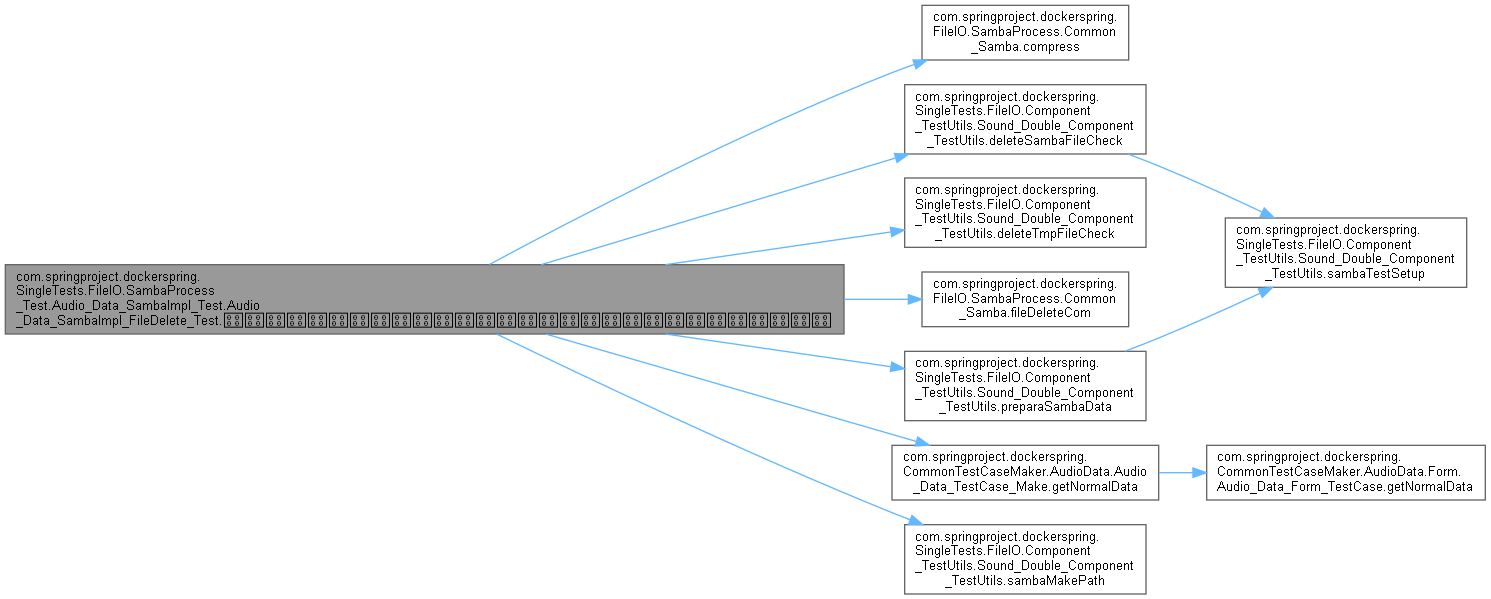 com.springproject.dockerspring.
FileIO.SambaProcess.Common
_Samba.compress
com.springproject.dockerspring.
SingleTests.FileIO.Component
_TestUtils.Sound_Double_Component
_TestUtils.deleteSambaFileCheck
com.springproject.dockerspring.
SingleTests.FileIO.Component
_TestUtils.Sound_Double_Component
_TestUtils.deleteTmpFileCheck
com.springproject.dockerspring.
SingleTests.FileIO.Component
_TestUtils.Sound_Double_Component
_TestUtils.sambaTestSetup
com.springproject.dockerspring.
SingleTests.FileIO.SambaProcess
_Test.Audio_Data_SambaImpl_Test.Audio
_Data_SambaImpl_FileDelete_Test.
com.springproject.dockerspring.
FileIO.SambaProcess.Common
_Samba.fileDeleteCom
com.springproject.dockerspring.
SingleTests.FileIO.Component
_TestUtils.Sound_Double_Component
_TestUtils.preparaSambaData
com.springproject.dockerspring.
CommonTestCaseMaker.AudioData.Audio
_Data_TestCase_Make.getNormalData
com.springproject.dockerspring.
CommonTestCaseMaker.AudioData.Form.
Audio_Data_Form_TestCase.getNormalData
com.springproject.dockerspring.
SingleTests.FileIO.Component
_TestUtils.Sound_Double_Component
_TestUtils.sambaMakePath